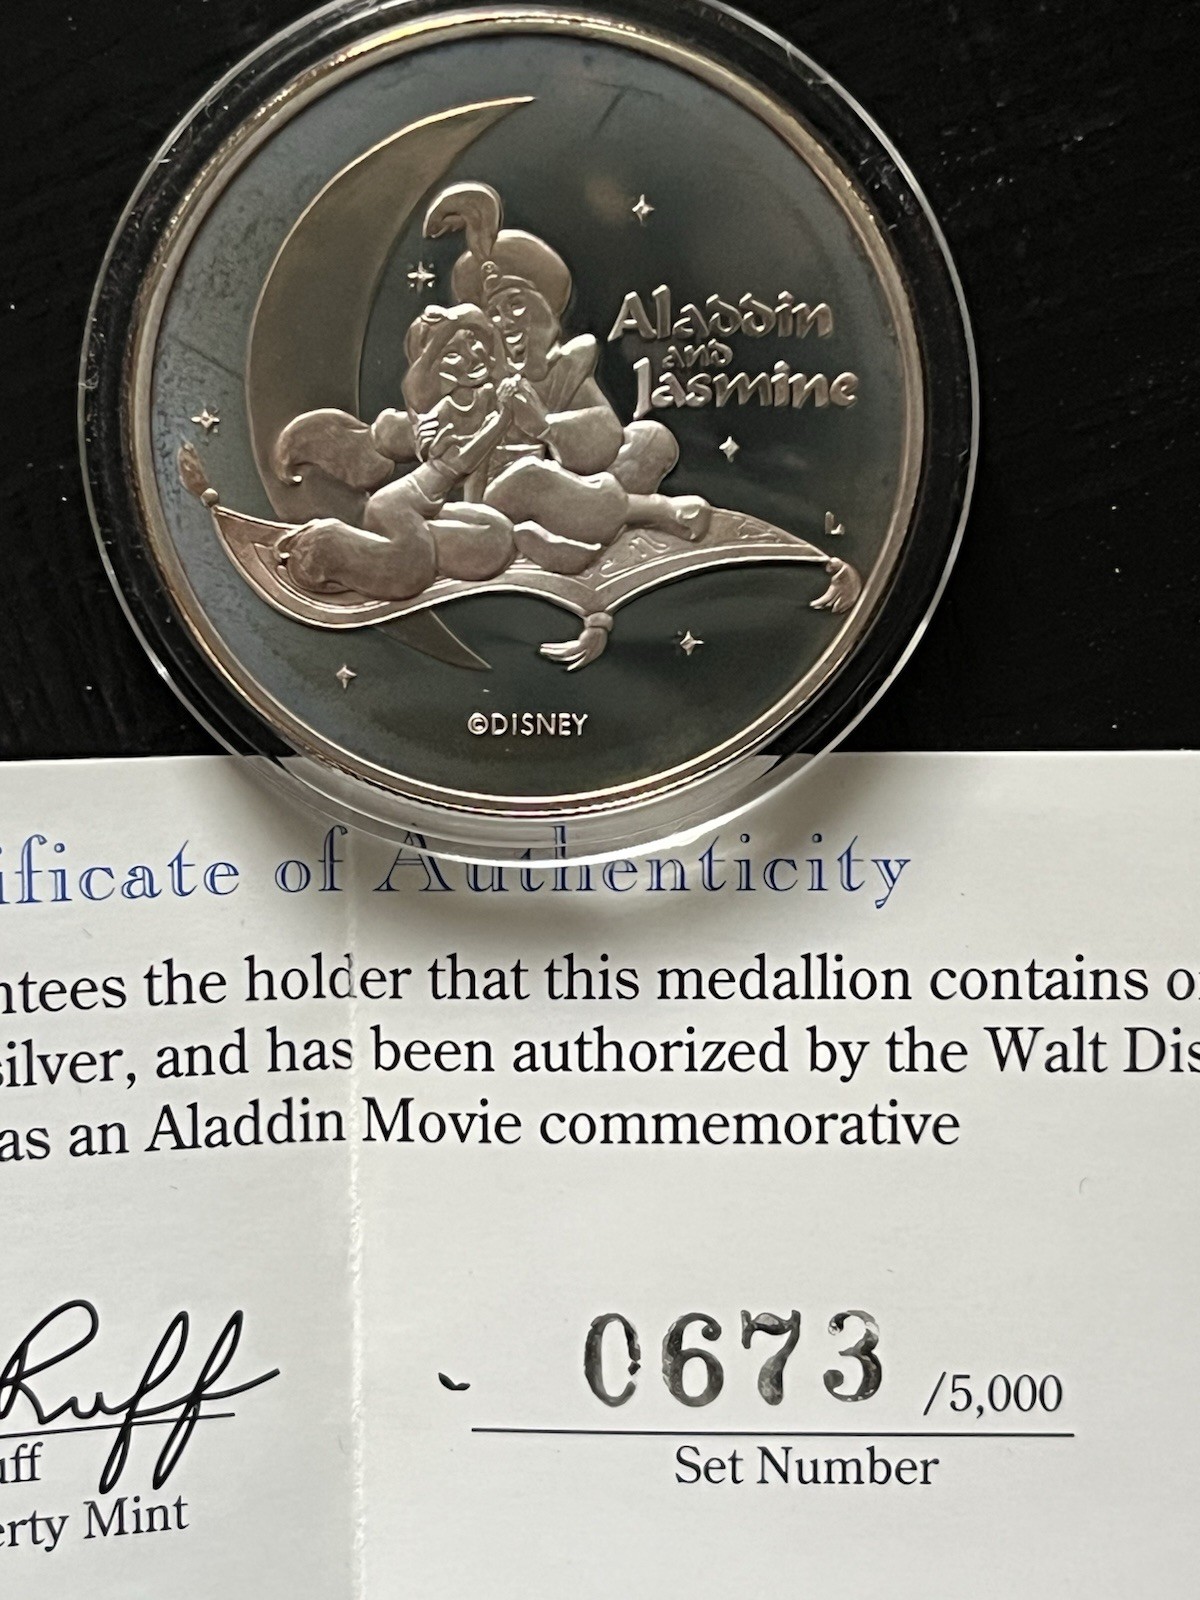 Aladdin
and
Jasmine
L
©DISNEY
ificate of Authenticity
ntees the holder that this medallion contains o
silver, and has been authorized by the Walt Dis
as an Aladdin Movie commemorative
Ruff
0673 /5,000
uff
Set Number
erty Mint